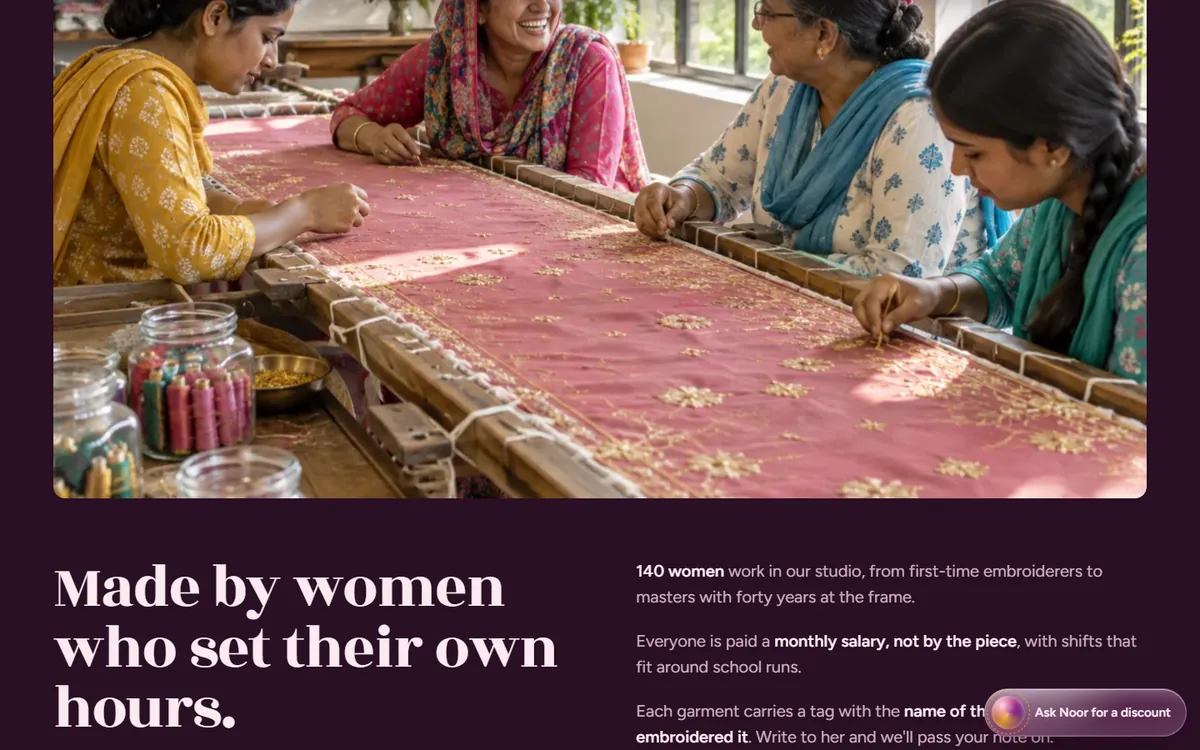 Made by women
who set their own
hours.
140 women work in our studio, from first-time embroiderers to
masters with forty years at the frame.
Everyone is paid a monthly salary, not by the piece, with shifts that
fit around school runs.
Each garment carries a tag with the name of
embroidered it. Write to her and we'll pass your note on.
Ask Noor for a discount